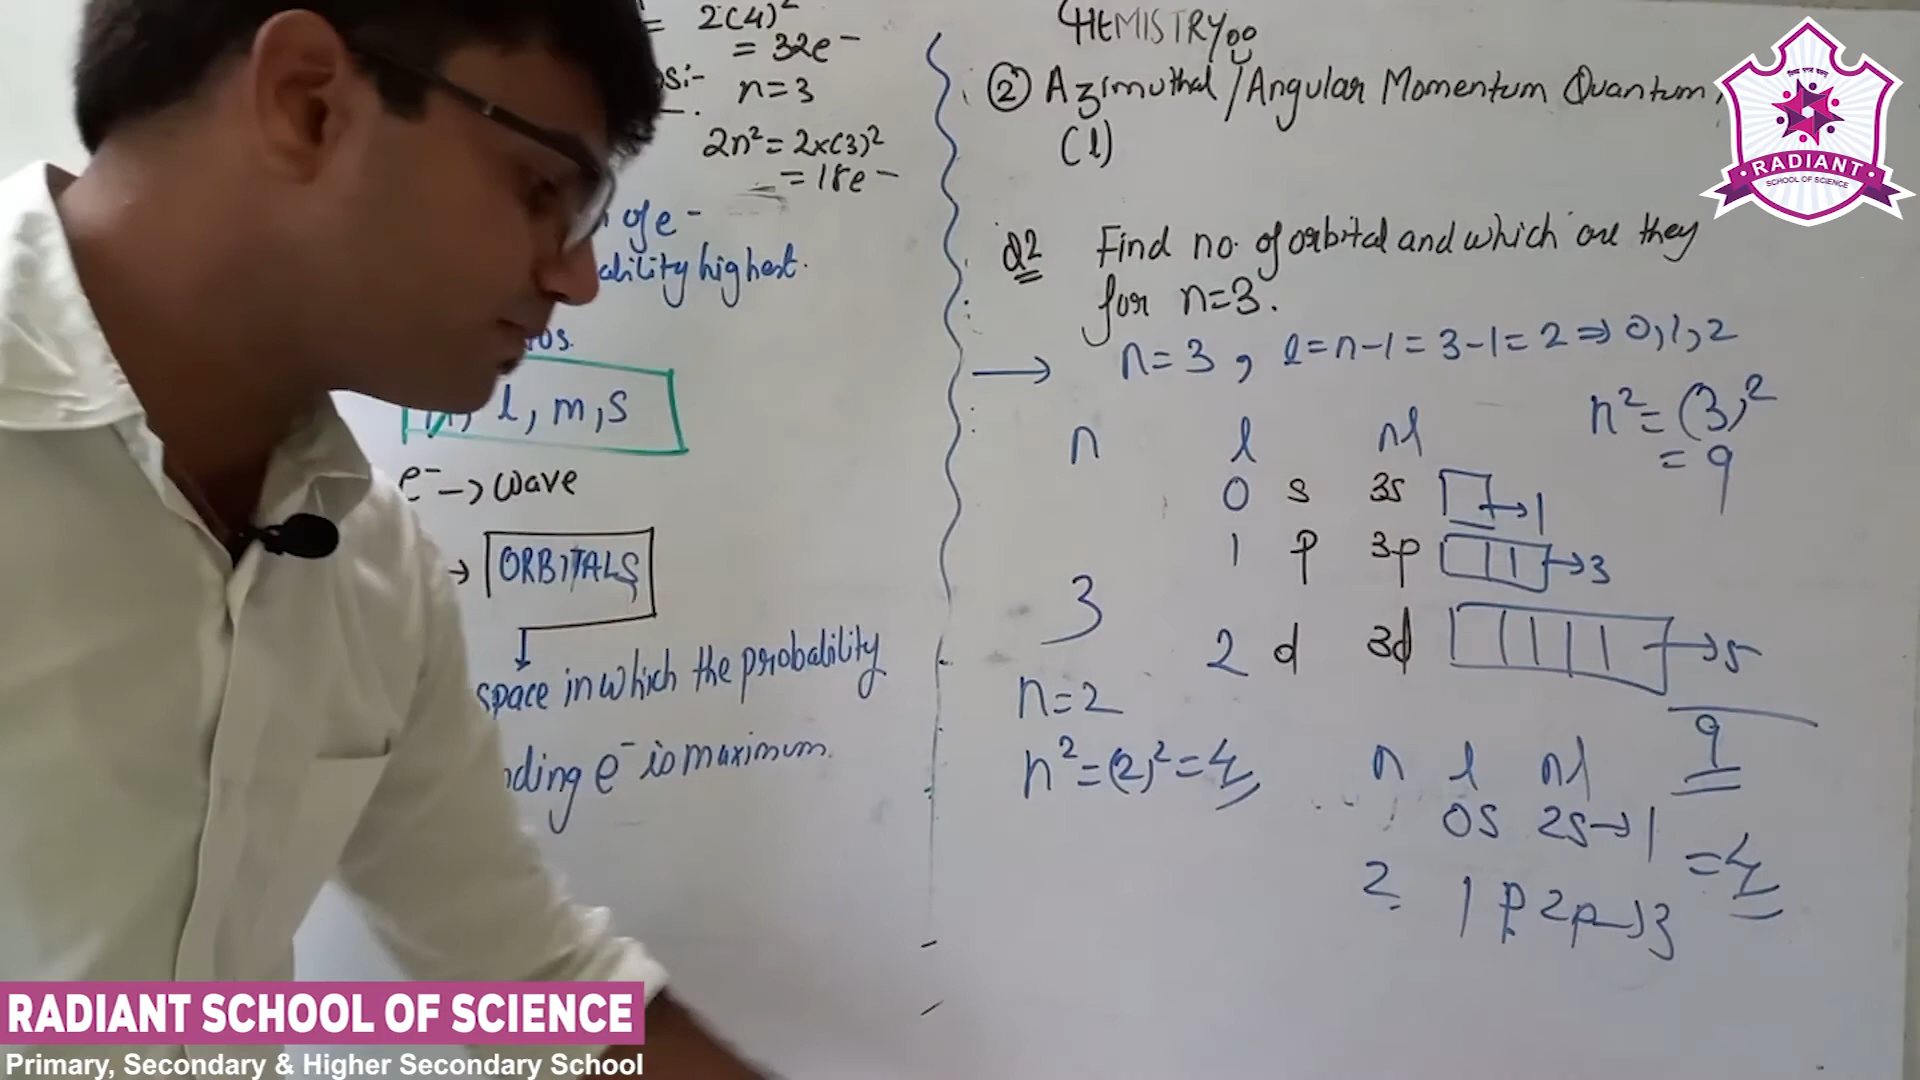 = 2(4)²
= 32e⁻
n=3
2n² = 2×(3)²
= 18e⁻
of e⁻
highest.
l, m, s
e⁻ → wave
→ ORBITALS
space in which the probability
e⁻ is maximum.
CHEMISTRY
② Azimuthal / Angular Momentum Quantum
(l)
Q2 Find no. of orbital and which are they
for n=3.
→ n=3, l=n-1=3-1=2 ⇒ 0,1,2
n² = (3)²
= 9
n l nl
0 s 3s → 1
1 p 3p → 3
3
2 d 3d → 5
9
n=2
n² = (2)² = 4
n l nl
0 s 2s → 1
= 4
2
1 p 2p → 3
RADIANT
SCHOOL OF SCIENCE
RADIANT SCHOOL OF SCIENCE
Primary, Secondary & Higher Secondary School